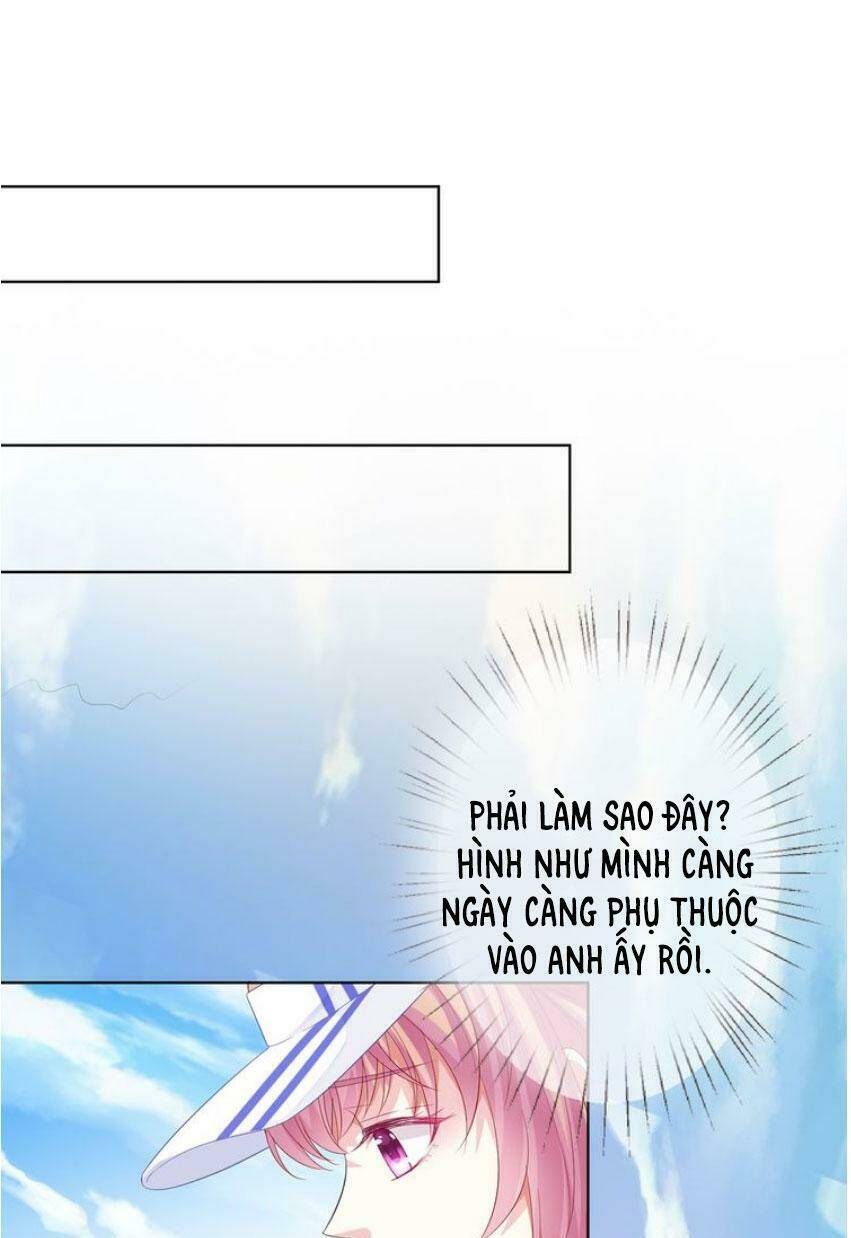 PHẢI LÀM SAO ĐÂY?
HÌNH NHƯ MÌNH CÀNG
NGÀY CÀNG PHỤ THUỘC
VÀO ANH ẤY RỒI.